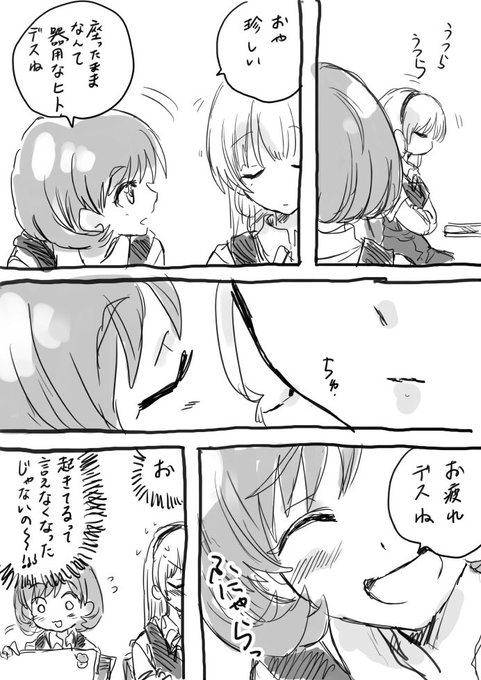 うつら
うつら
おや
珍しい
座ったまま
なんて
器用なヒト
デスね
ちゅ
お疲れ
デスね
ふにゃらっ
お
起きてるって
言えなくなった
じゃないの〜!!!